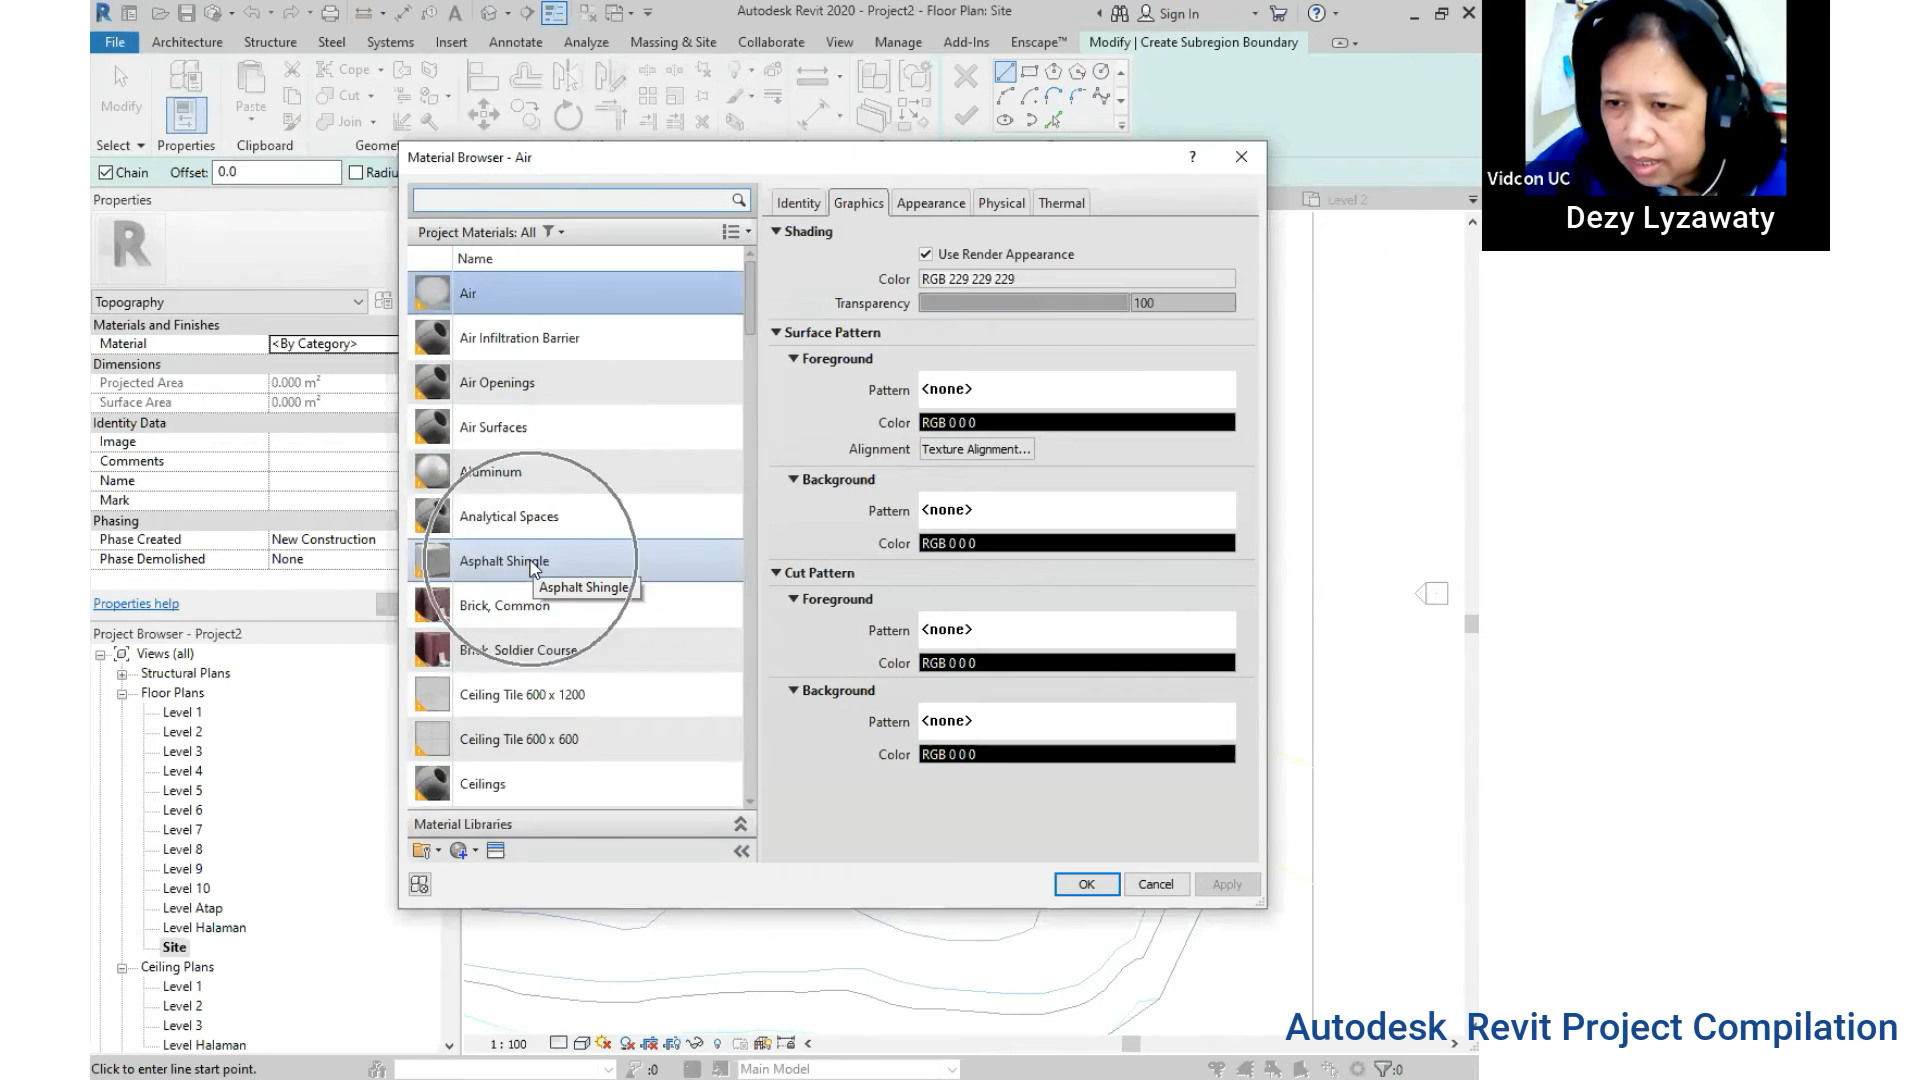 Autodesk Revit 2020 - Project2 - Floor Plan: Site
Sign In
File Architecture Structure Steel Systems Insert Annotate Analyze Massing & Site Collaborate View Manage Add-Ins Enscape™ Modify | Create Subregion Boundary
Modify
Paste
Cope
Cut
Join
Select Properties Clipboard
Chain Offset: 0.0
Properties
Topography
Materials and Finishes
Material <By Category>
Dimensions
Projected Area 0.000 m²
Surface Area 0.000 m²
Identity Data
Image
Comments
Name
Mark
Phasing
Phase Created New Construction
Phase Demolished None
Properties help
Project Browser - Project2
Views (all)
Structural Plans
Floor Plans
Level 1
Level 2
Level 3
Level 4
Level 5
Level 6
Level 7
Level 8
Level 9
Level 10
Level Atap
Level Halaman
Site
Ceiling Plans
Level 1
Level 2
Level 3
Level Halaman
Material Browser - Air
Project Materials: All
Name
Air
Air Infiltration Barrier
Air Openings
Air Surfaces
Aluminum
Analytical Spaces
Asphalt Shingle
Asphalt Shingle
Brick, Common
Brick, Soldier Course
Ceiling Tile 600 x 1200
Ceiling Tile 600 x 600
Ceilings
Material Libraries
Identity Graphics Appearance Physical Thermal
Shading
Use Render Appearance
Color RGB 229 229 229
Transparency 100
Surface Pattern
Foreground
Pattern <none>
Color RGB 0 0 0
Alignment Texture Alignment...
Background
Pattern <none>
Color RGB 0 0 0
Cut Pattern
Foreground
Pattern <none>
Color RGB 0 0 0
Background
Pattern <none>
Color RGB 0 0 0
OK Cancel Apply
Level 2
Vidcon UC
Dezy Lyzawaty
1 : 100
Click to enter line start point.
:0
Main Model
:0
Autodesk Revit Project Compilation